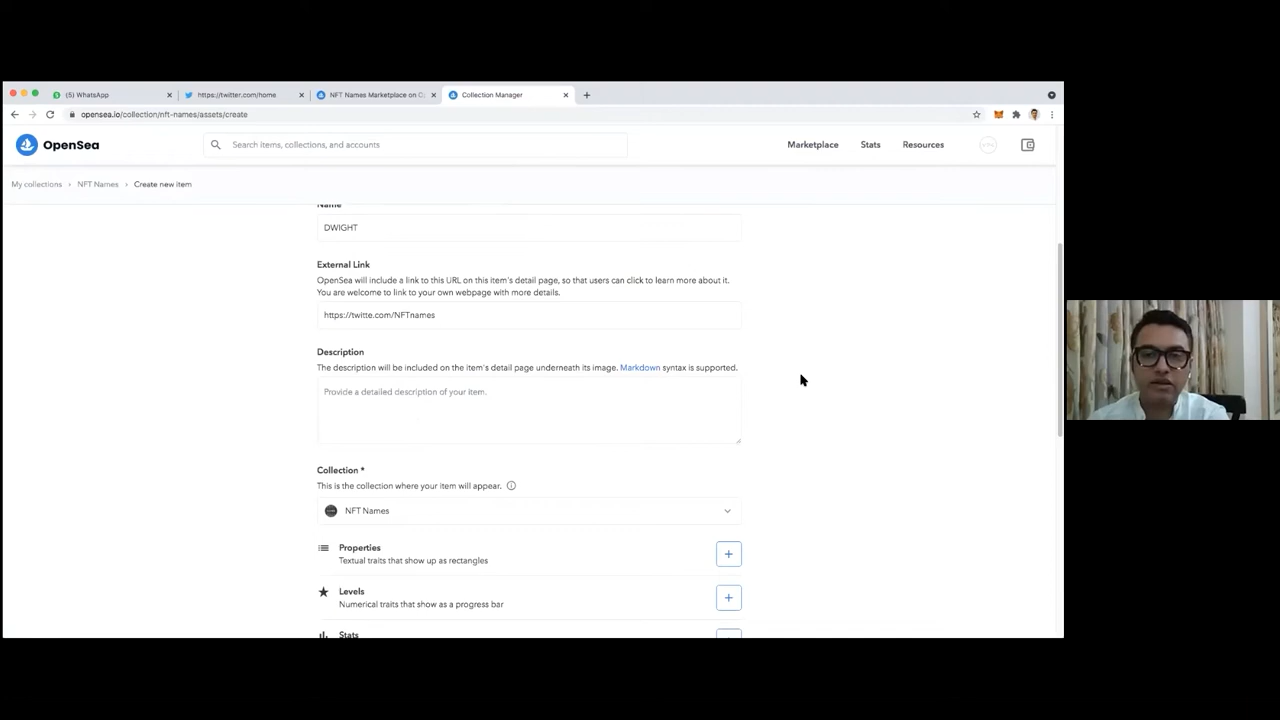 (5) WhatsApp
https://twitter.com/home
NFT Names Marketplace on O
Collection Manager
opensea.io/collection/nft-names/assets/create
OpenSea
Search items, collections, and accounts
Marketplace
Stats
Resources
My collections > NFT Names > Create new item
Name
DWIGHT
External Link
OpenSea will include a link to this URL on this item's detail page, so that users can click to learn more about it.
You are welcome to link to your own webpage with more details.
https://twitte.com/NFTnames
Description
The description will be included on the item's detail page underneath its image. Markdown syntax is supported.
Provide a detailed description of your item.
Collection *
This is the collection where your item will appear.
NFT Names
Properties
Textual traits that show up as rectangles
Levels
Numerical traits that show as a progress bar
Stats